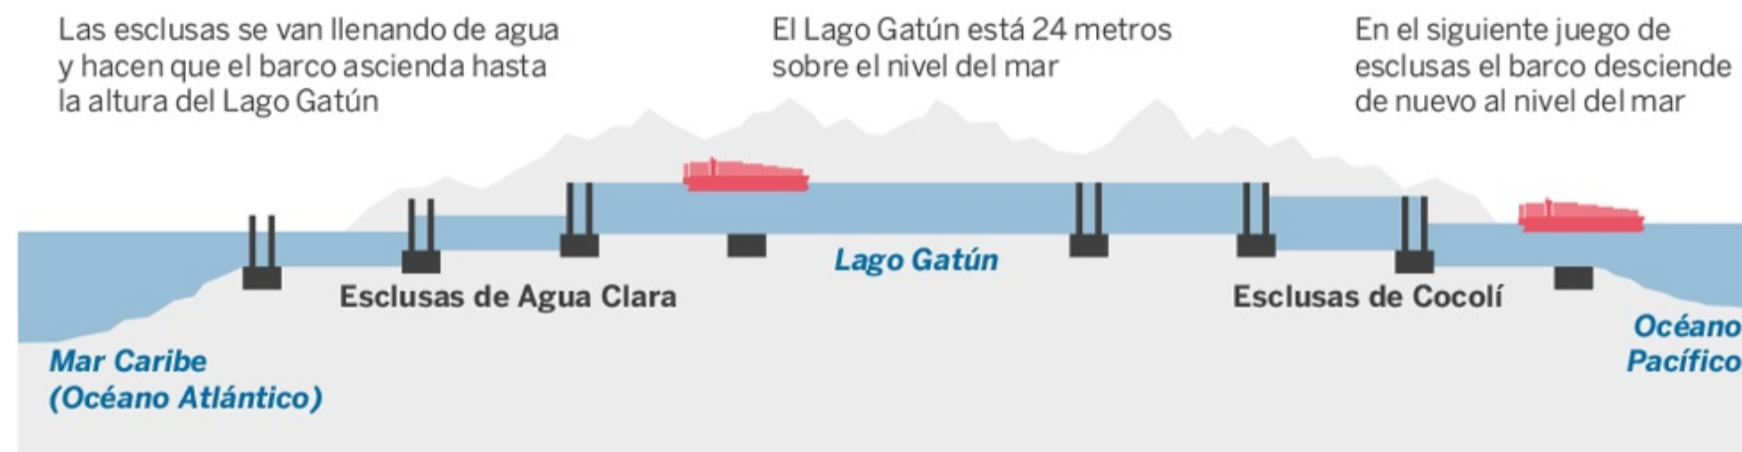 Las esclusas se van llenando de agua
y hacen que el barco ascienda hasta
la altura del Lago Gatún
El Lago Gatún está 24 metros
sobre el nivel del mar
En el siguiente juego de
esclusas el barco desciende
de nuevo al nivel del mar
Lago Gatún
Esclusas de Agua Clara
Esclusas de Cocolí
Mar Caribe
(Océano Atlántico)
Océano
Pacífico